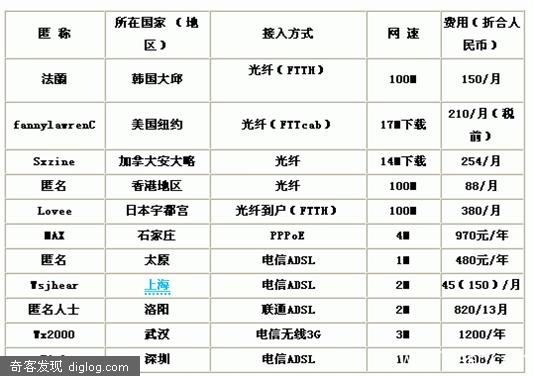 匿 称 所在国家（地区） 接入方式 网 速 费用（折合人民币）
法蘭 韩国大邱 光纤(FTTH) 100M 150/月
fannylawrenC 美国纽约 光纤(FTTcab) 17M下载 210/月(税前)
Sxzine 加拿大安大略 光纤 14M下载 254/月
匿名 香港地区 光纤 100M 88/月
Lovee 日本宇都宫 光纤到户(FTTH) 100M 380/月
MAX 石家庄 PPPoE 4M 970元/年
匿名 太原 电信ADSL 1M 480元/年
Wsjhear 上海 电信ADSL 2M 45(150)/月
匿名人士 洛阳 联通ADSL 2M 820/13月
Wx2000 武汉 电信无线3G 3M 1200/年
深圳 电信ADSL
奇客发现 diglog.com